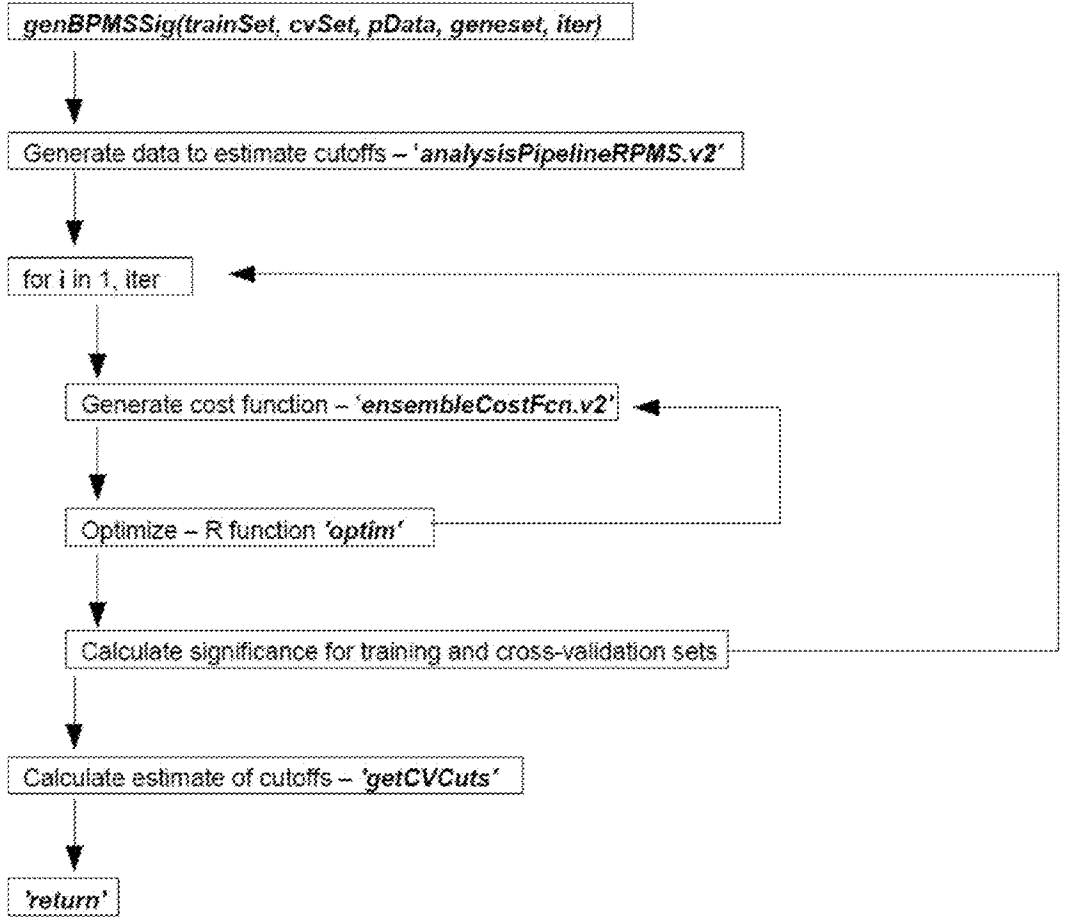 genBPMSSig(trainSet, cvSet, pData, geneset, iter)
Generate data to estimate cutoffs – 'analysisPipelineRPMS.v2'
for i in 1, iter
Generate cost function – 'ensembleCostFcn.v2'
Optimize – R function 'optim'
Calculate significance for training and cross-validation sets
Calculate estimate of cutoffs – 'getCVCuts'
'return'